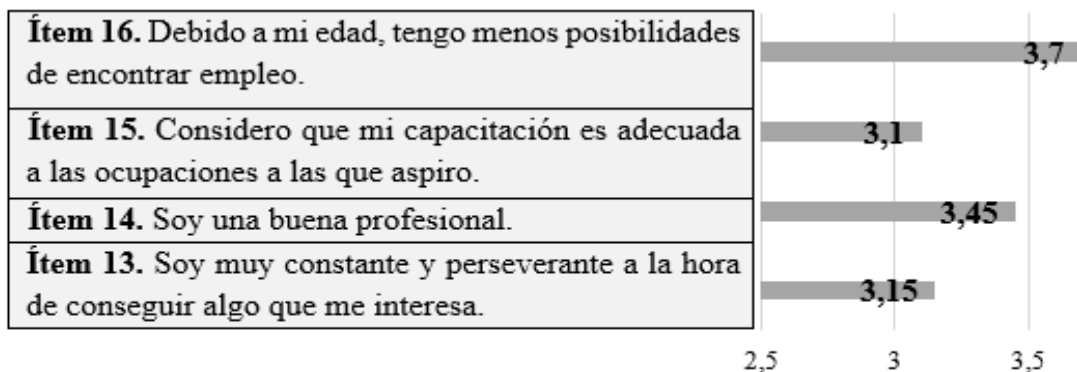 Ítem 16. Debido a mi edad, tengo menos posibilidades
de encontrar empleo.
3,7
Ítem 15. Considero que mi capacitación es adecuada
a las ocupaciones a las que aspiro.
3,1
Ítem 14. Soy una buena profesional.
3,45
Ítem 13. Soy muy constante y perseverante a la hora
de conseguir algo que me interesa.
3,15
2,5 3 3,5